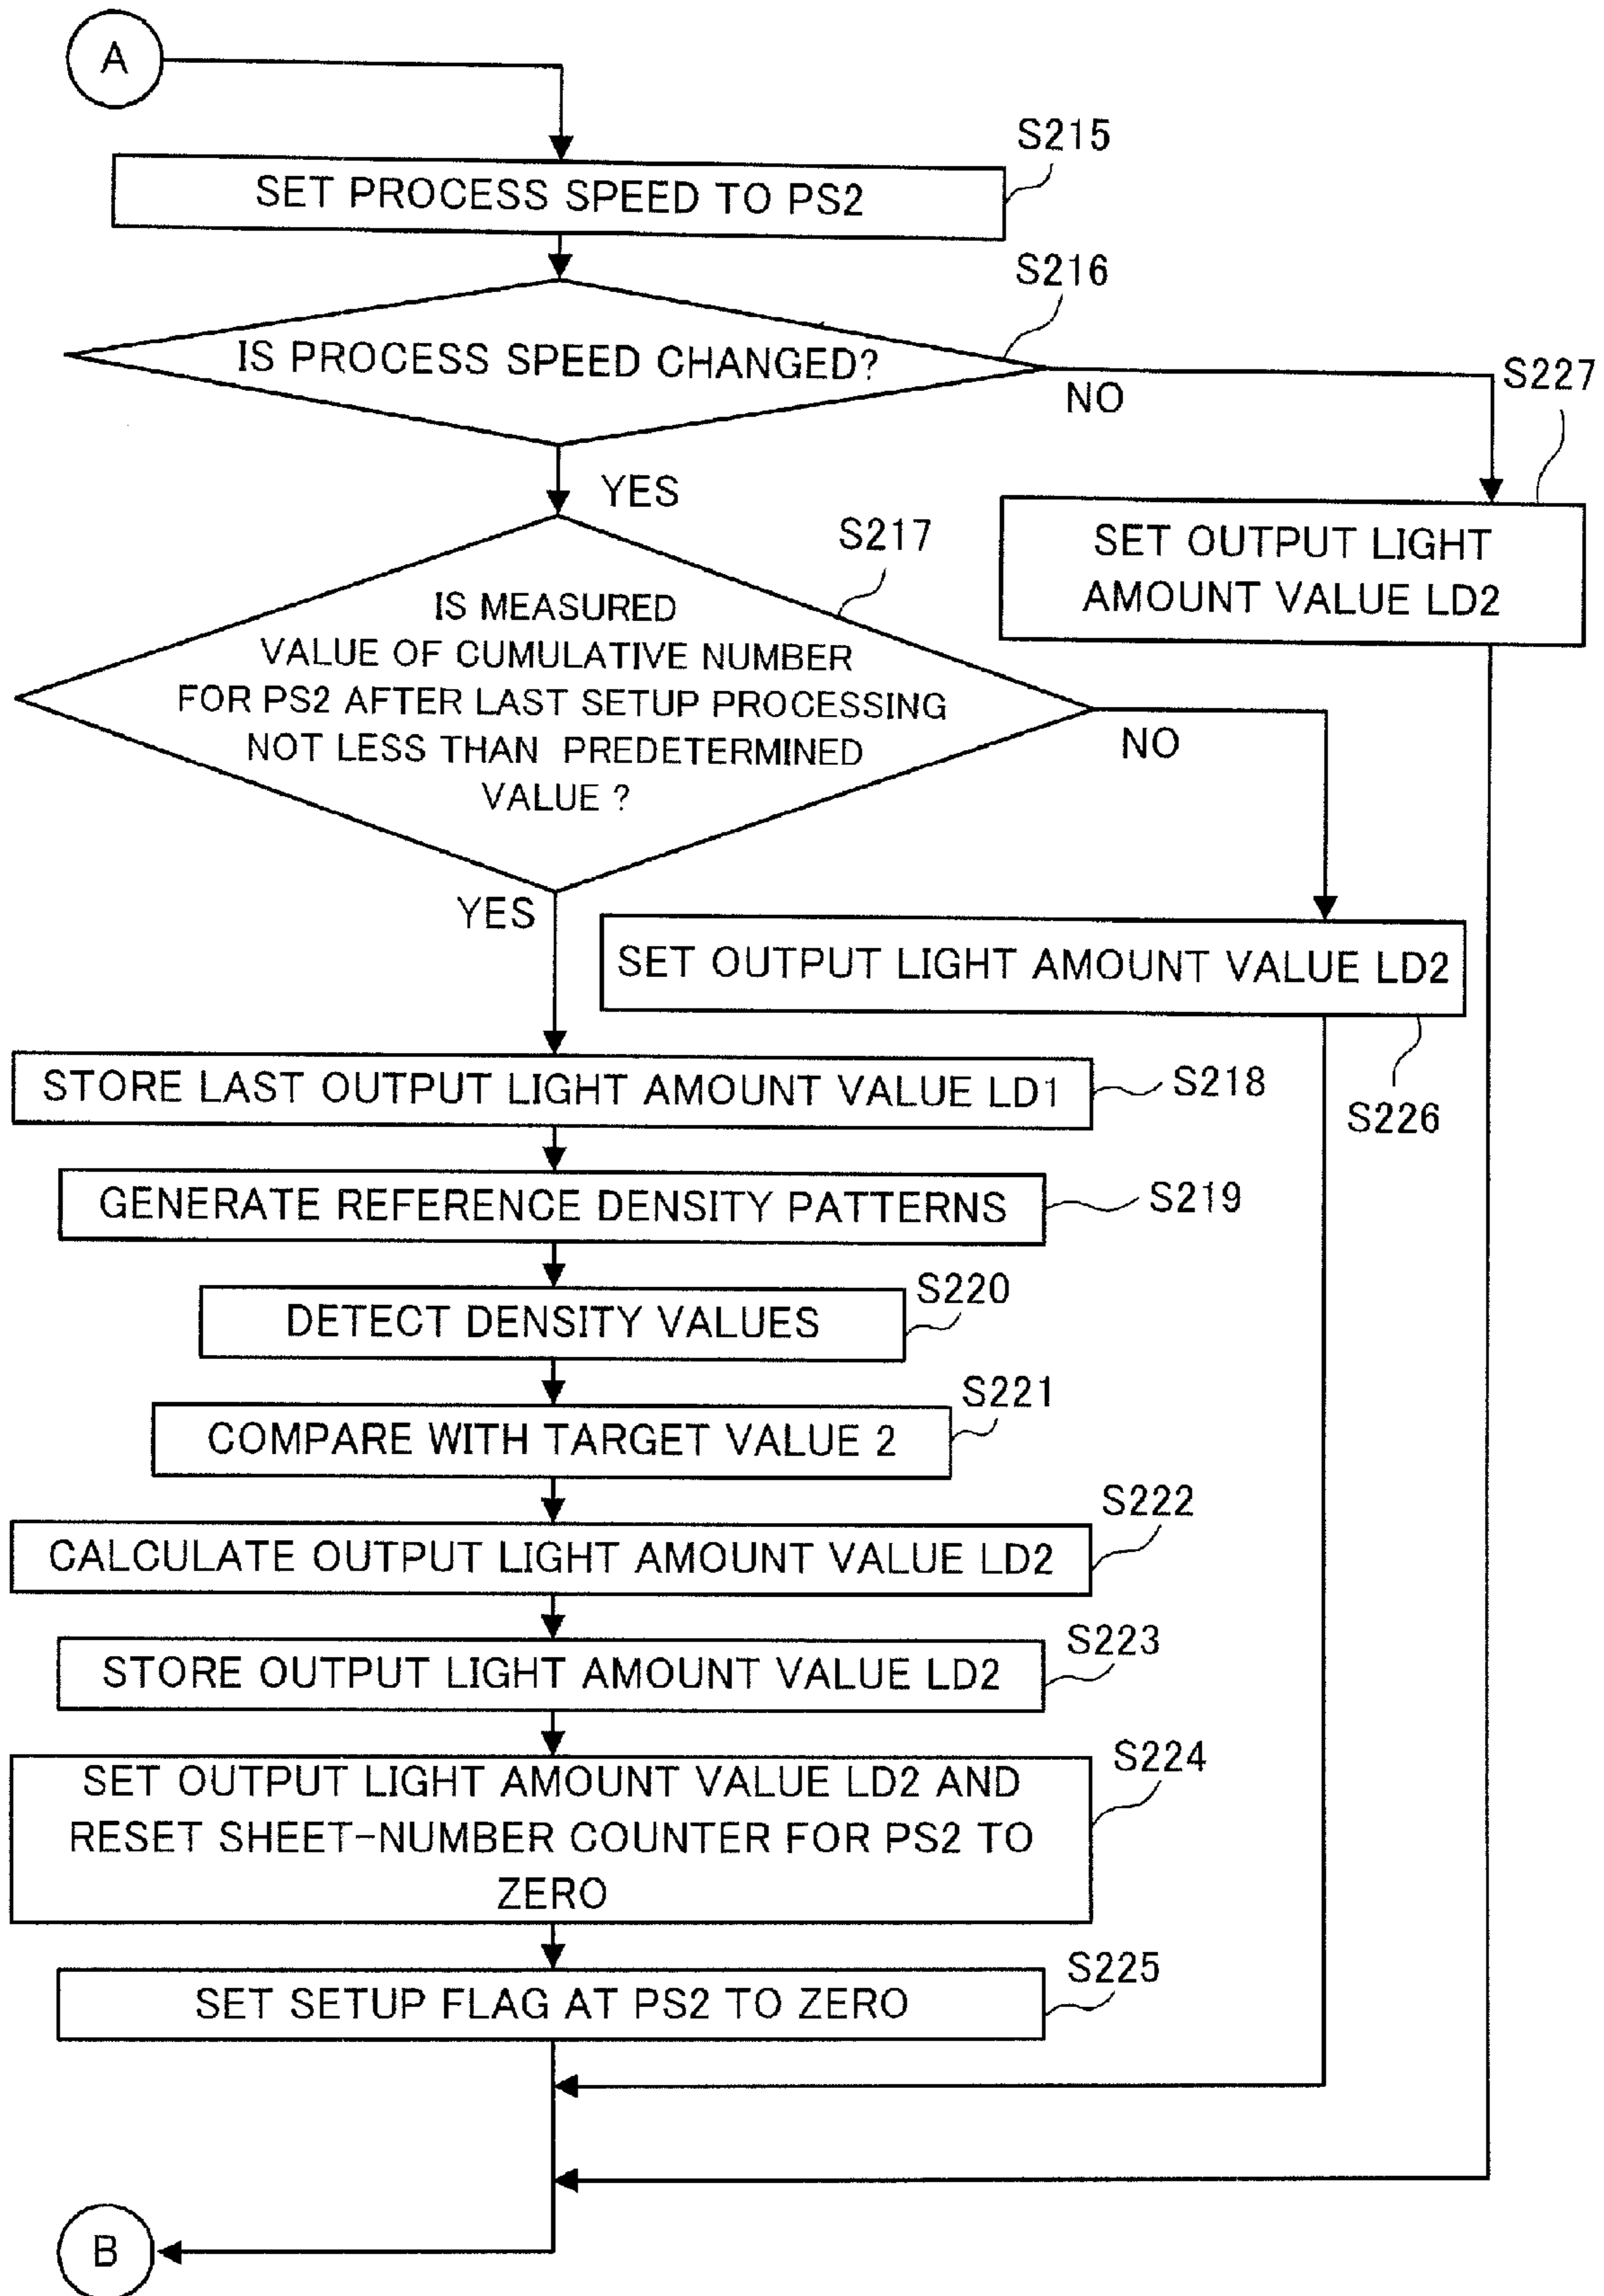 A
S215
SET PROCESS SPEED TO PS2
S216
IS PROCESS SPEED CHANGED?
NO
S227
YES
SET OUTPUT LIGHT
AMOUNT VALUE LD2
S217
IS MEASURED
VALUE OF CUMULATIVE NUMBER
FOR PS2 AFTER LAST SETUP PROCESSING
NOT LESS THAN PREDETERMINED
VALUE ?
NO
YES
SET OUTPUT LIGHT AMOUNT VALUE LD2
S226
STORE LAST OUTPUT LIGHT AMOUNT VALUE LD1
S218
GENERATE REFERENCE DENSITY PATTERNS
S219
DETECT DENSITY VALUES
S220
COMPARE WITH TARGET VALUE 2
S221
CALCULATE OUTPUT LIGHT AMOUNT VALUE LD2
S222
STORE OUTPUT LIGHT AMOUNT VALUE LD2
S223
SET OUTPUT LIGHT AMOUNT VALUE LD2 AND
RESET SHEET-NUMBER COUNTER FOR PS2 TO
ZERO
S224
SET SETUP FLAG AT PS2 TO ZERO
S225
B